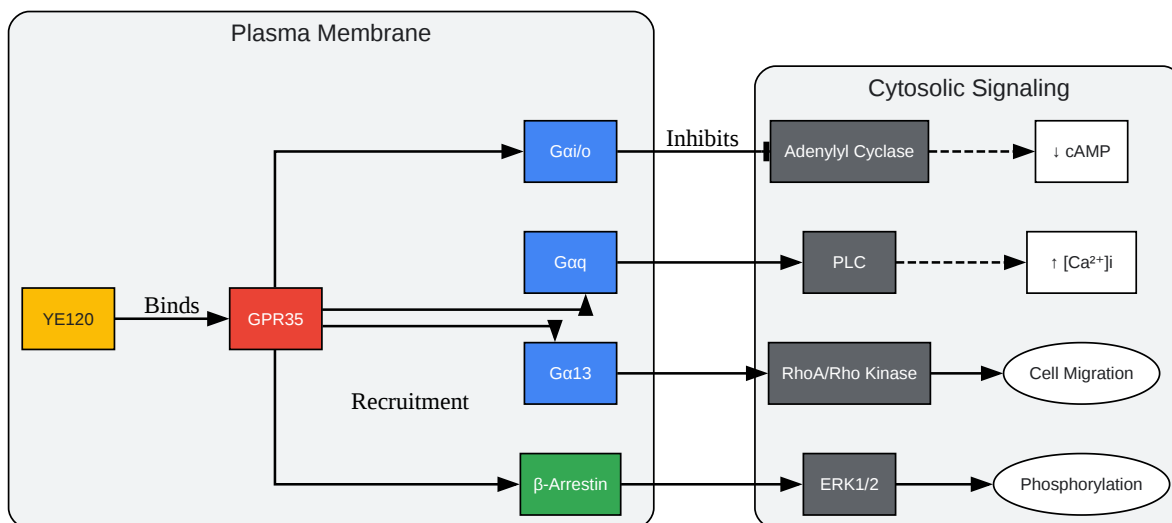 Plasma Membrane
Cytosolic Signaling
Gαi/o
Inhibits
Adenylyl Cyclase
↓ cAMP
Gαq
PLC
↑ [Ca²⁺]i
YE120
Binds
GPR35
Gα13
RhoA/Rho Kinase
Cell Migration
Recruitment
β-Arrestin
ERK1/2
Phosphorylation